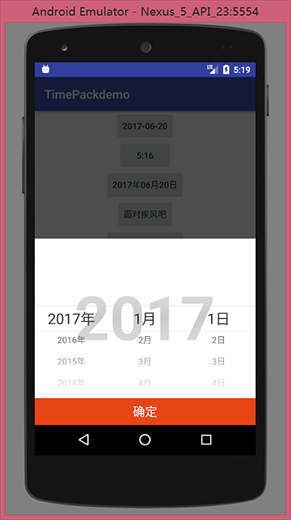 Android Emulator - Nexus_5_API_23:5554
5:19
TimePackdemo
2017-06-20
5:16
2017年06月20日
面对疾风吧
2017
2017年 1月 1日
2016年 2月 2日
2015年 3月 3日
2014年 4月 4日
确定